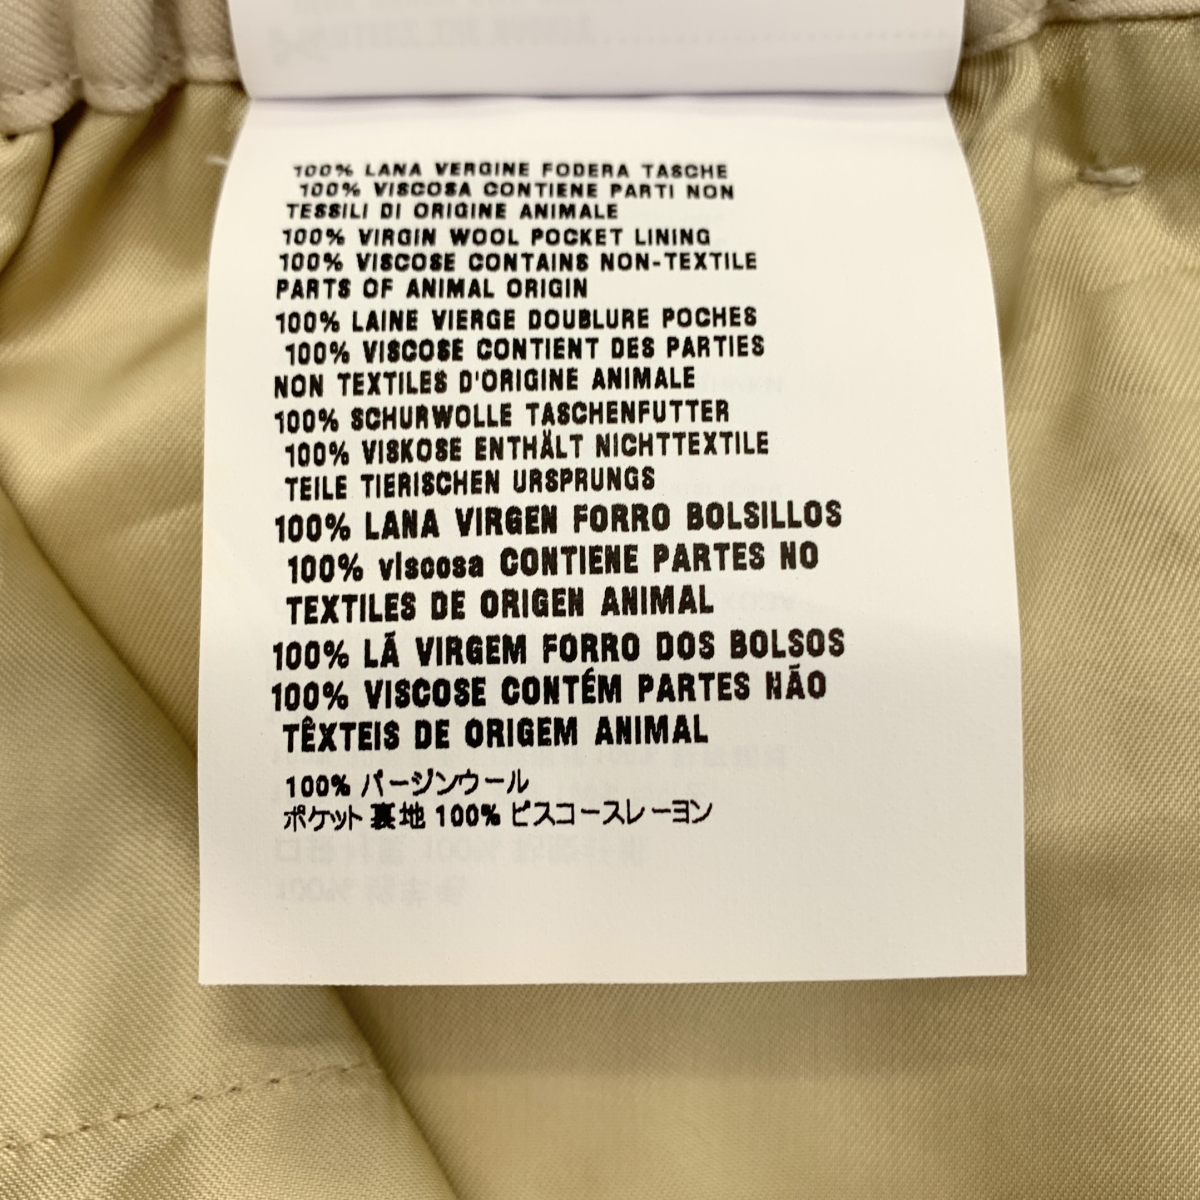 100% LANA VERGINE FODERA TASCHE
100% VISCOSA CONTIENE PARTI NON
TESSILI DI ORIGINE ANIMALE
100% VIRGIN WOOL POCKET LINING
100% VISCOSE CONTAINS NON-TEXTILE
PARTS OF ANIMAL ORIGIN
100% LAINE VIERGE DOUBLURE POCHES
100% VISCOSE CONTIENT DES PARTIES
NON TEXTILES D'ORIGINE ANIMALE
100% SCHURWOLLE TASCHENFUTTER
100% VISKOSE ENTHÄLT NICHTTEXTILE
TEILE TIERISCHEN URSPRUNGS
100% LANA VIRGEN FORRO BOLSILLOS
100% viscosa CONTIENE PARTES NO
TEXTILES DE ORIGEN ANIMAL
100% LÃ VIRGEM FORRO DOS BOLSOS
100% VISCOSE CONTÉM PARTES NÃO
TÊXTEIS DE ORIGEM ANIMAL
100% バージンウール
ポケット 裏地 100% ビスコースレーヨン